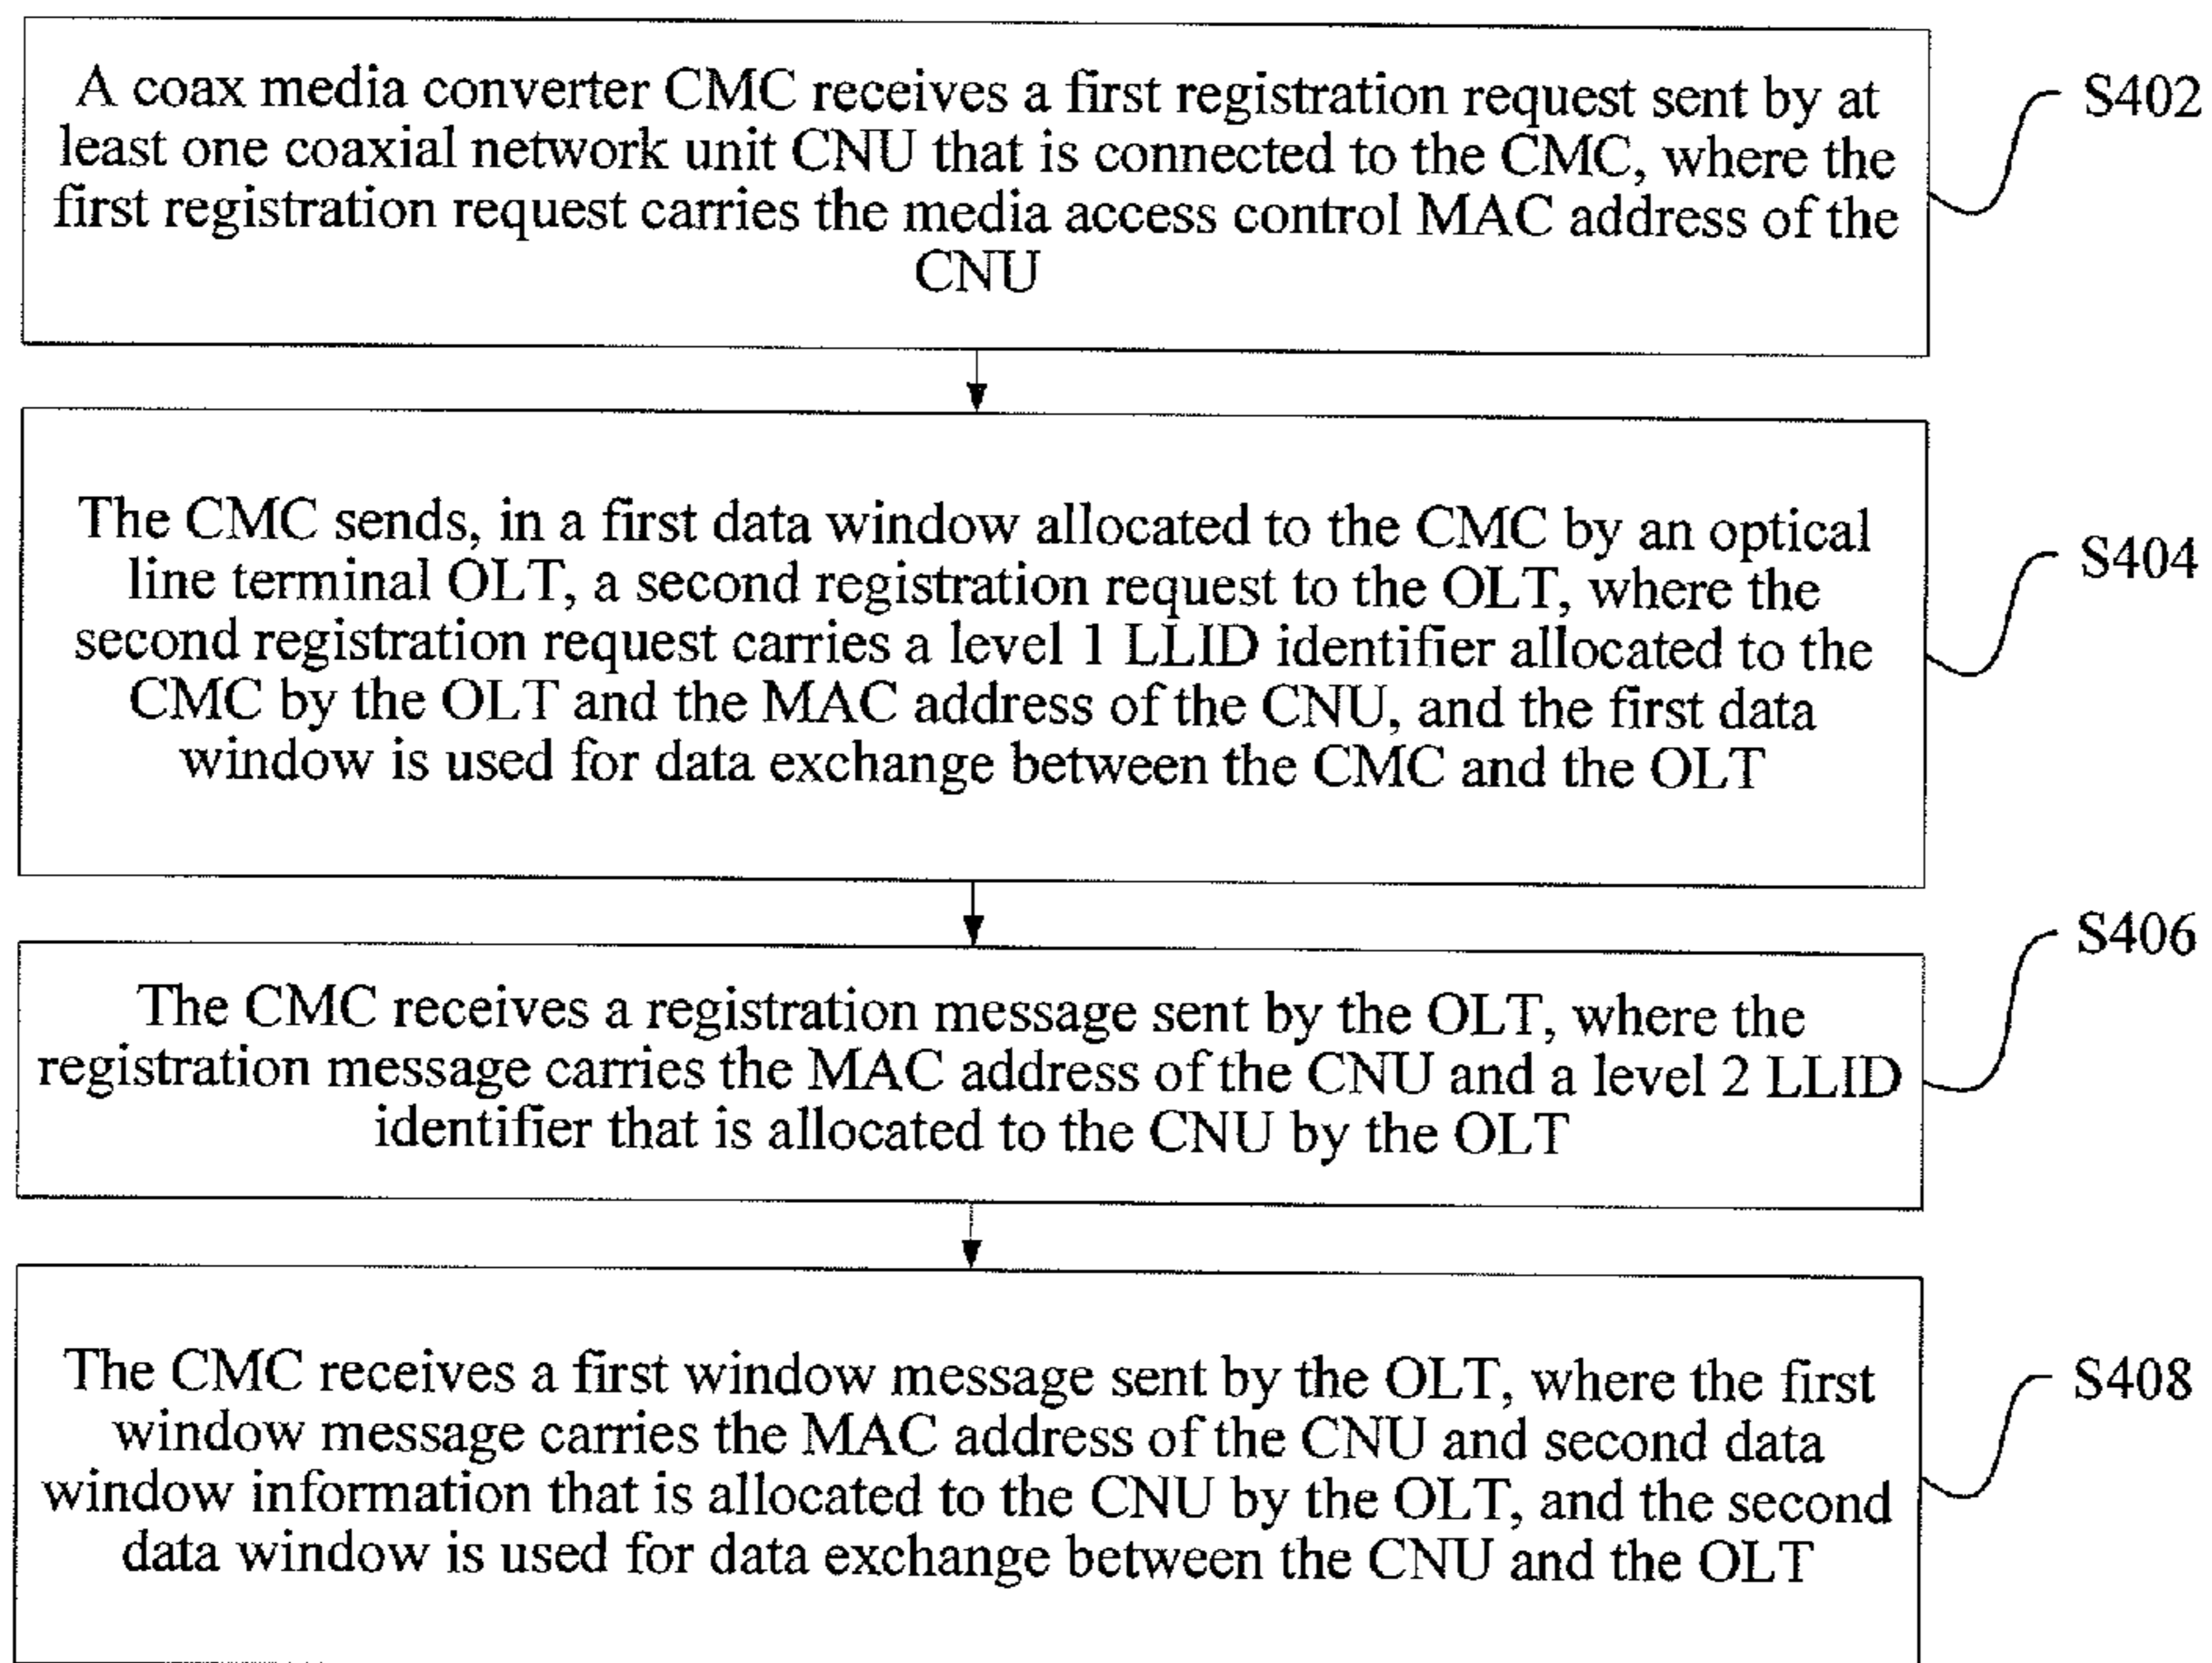 A coax media converter CMC receives a first registration request sent by at
least one coaxial network unit CNU that is connected to the CMC, where the
first registration request carries the media access control MAC address of the
CNU
S402
The CMC sends, in a first data window allocated to the CMC by an optical
line terminal OLT, a second registration request to the OLT, where the
second registration request carries a level 1 LLID identifier allocated to the
CMC by the OLT and the MAC address of the CNU, and the first data
window is used for data exchange between the CMC and the OLT
S404
The CMC receives a registration message sent by the OLT, where the
registration message carries the MAC address of the CNU and a level 2 LLID
identifier that is allocated to the CNU by the OLT
S406
The CMC receives a first window message sent by the OLT, where the first
window message carries the MAC address of the CNU and second data
window information that is allocated to the CNU by the OLT, and the second
data window is used for data exchange between the CNU and the OLT
S408